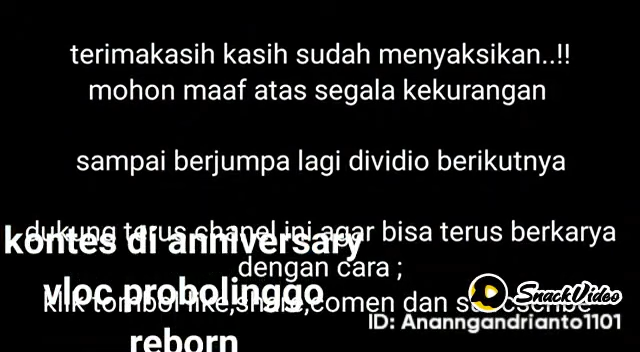 terimakasih kasih sudah menyaksikan..!!
mohon maaf atas segala kekurangan
sampai berjumpa lagi dividio berikutnya
dukung terus chanel ini agar bisa terus berkarya
dengan cara ;
klik tombol like,share,comen dan
kontes di anniversary
vloc probolinggo
reborn
SnackVideo
ID: Ananngandrianto1101